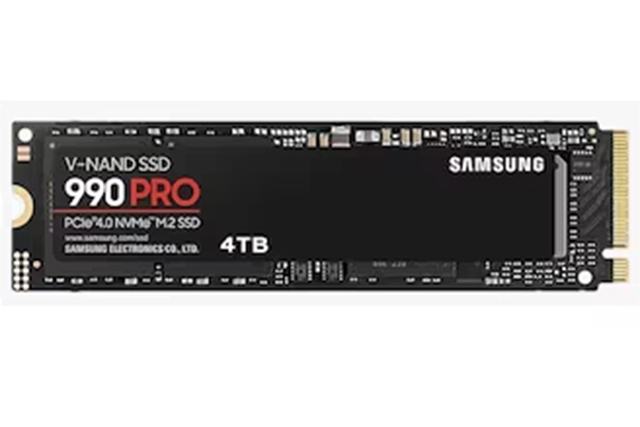 V-NAND SSD
SAMSUNG
990 PRO
PCIe® 4.0 NVMe™ M.2 SSD
www.samsung.com/ssd
SAMSUNG ELECTRONICS CO., LTD.
4TB